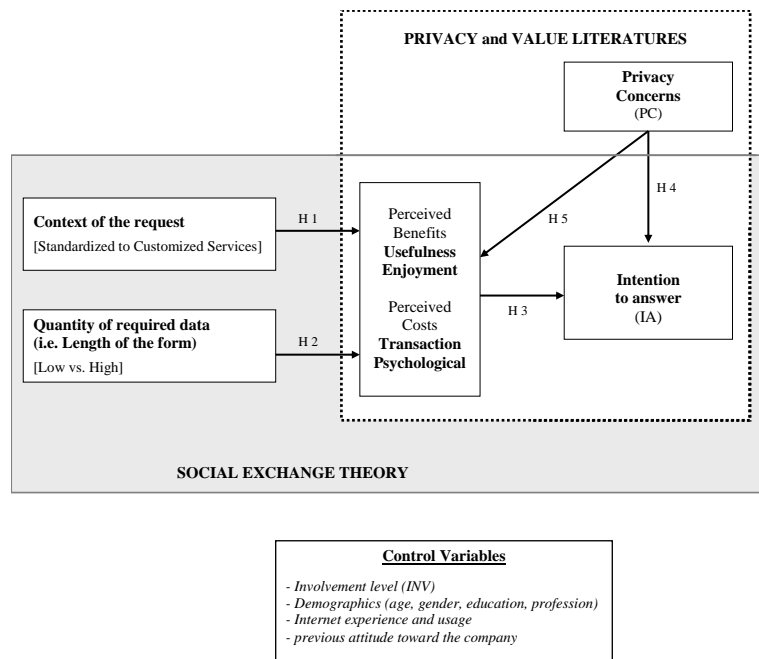 PRIVACY and VALUE LITERATURES
Privacy
Concerns
(PC)
Context of the request
[Standardized to Customized Services]
H 1
Perceived
Benefits
Usefulness
Enjoyment
Perceived
Costs
Transaction
Psychological
H 5
H 4
Intention
to answer
(IA)
H 3
Quantity of required data
(i.e. Length of the form)
[Low vs. High]
H 2
SOCIAL EXCHANGE THEORY
Control Variables
- Involvement level (INV)
- Demographics (age, gender, education, profession)
- Internet experience and usage
- previous attitude toward the company